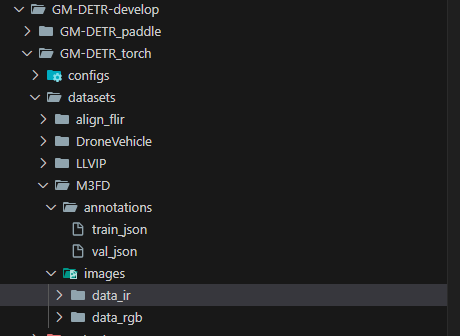 GM-DETR-develop
GM-DETR_paddle
GM-DETR_torch
configs
datasets
align_flir
DroneVehicle
LLVIP
M3FD
annotations
train_json
val_json
images
data_ir
data_rgb